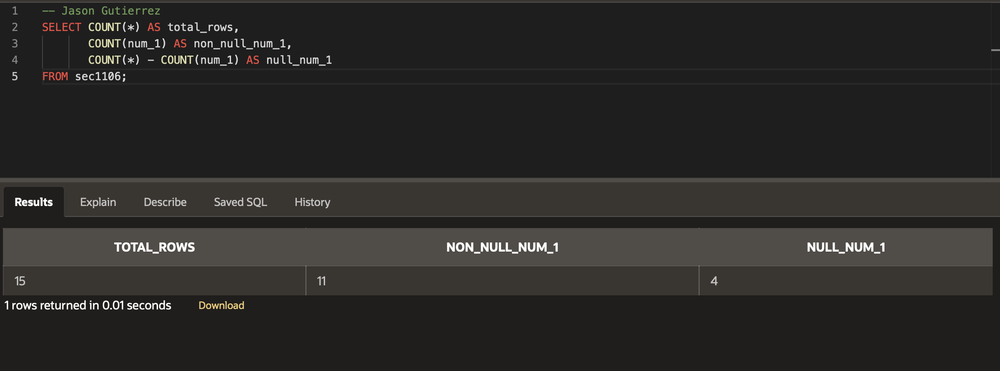 1 -- Jason Gutierrez
2 SELECT COUNT(*) AS total_rows,
3 COUNT(num_1) AS non_null_num_1,
4 COUNT(*) - COUNT(num_1) AS null_num_1
5 FROM sec1106;
Results Explain Describe Saved SQL History
TOTAL_ROWS NON_NULL_NUM_1 NULL_NUM_1
15 11 4
1 rows returned in 0.01 seconds Download